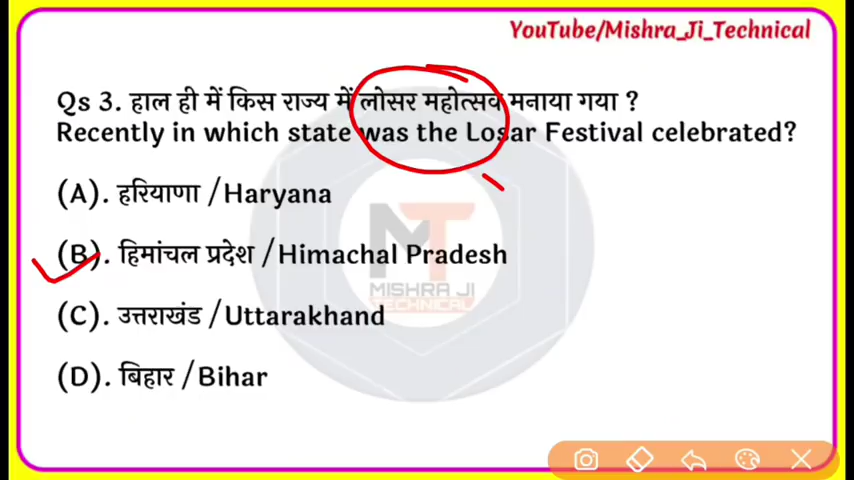 YouTube/Mishra_Ji_Technical
Qs 3. हाल ही में किस राज्य में लोसर महोत्सव मनाया गया ?
Recently in which state was the Losar Festival celebrated?
(A). हरियाणा /Haryana
(B). हिमांचल प्रदेश /Himachal Pradesh
(C). उत्तराखंड /Uttarakhand
(D). बिहार /Bihar
MT
MISHRA JI
TECHNICAL